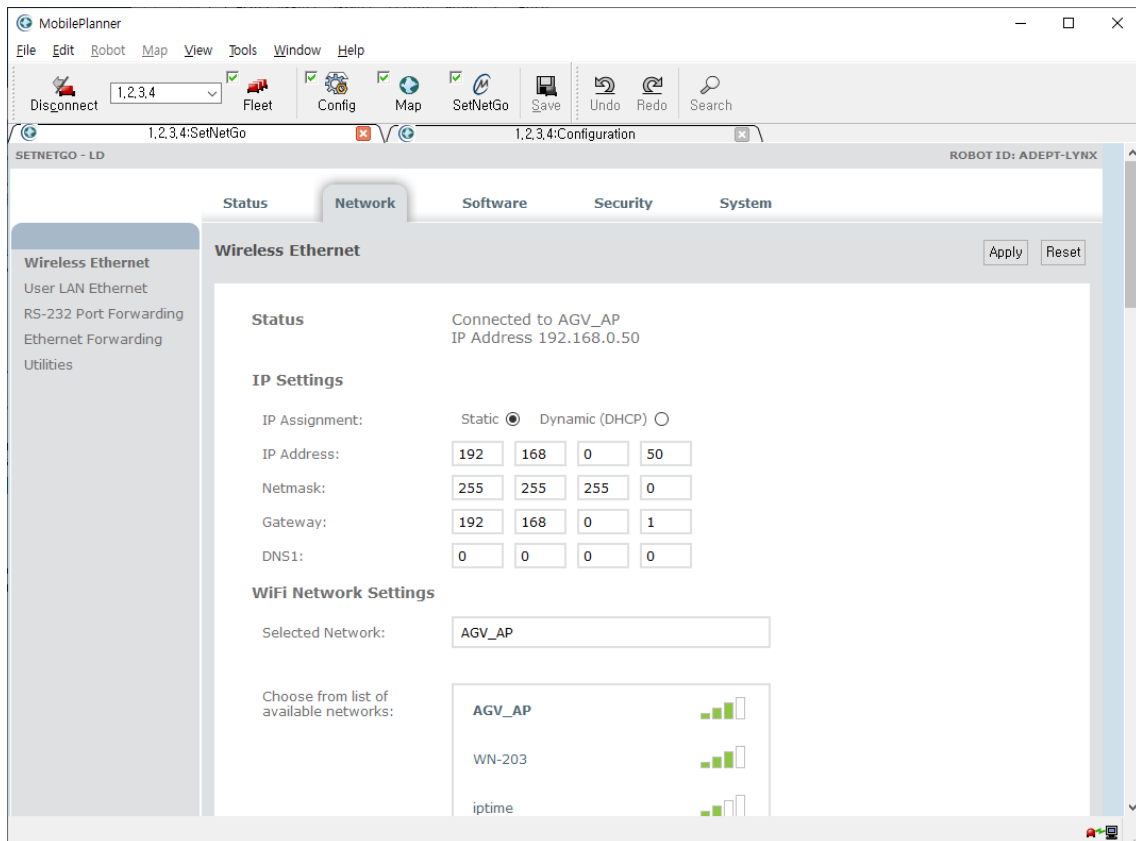 MobilePlanner
File Edit Robot Map View Tools Window Help
Disconnect 1,2,3,4 Fleet Config Map SetNetGo Save Undo Redo Search
1,2,3,4:SetNetGo 1,2,3,4:Configuration
SETNETGO - LD ROBOT ID: ADEPT-LYNX
Status Network Software Security System
Wireless Ethernet
User LAN Ethernet
RS-232 Port Forwarding
Ethernet Forwarding
Utilities
Wireless Ethernet Apply Reset
Status Connected to AGV_AP
IP Address 192.168.0.50
IP Settings
IP Assignment: Static Dynamic (DHCP)
IP Address: 192 168 0 50
Netmask: 255 255 255 0
Gateway: 192 168 0 1
DNS1: 0 0 0 0
WiFi Network Settings
Selected Network: AGV_AP
Choose from list of
available networks:
AGV_AP
WN-203
iptime